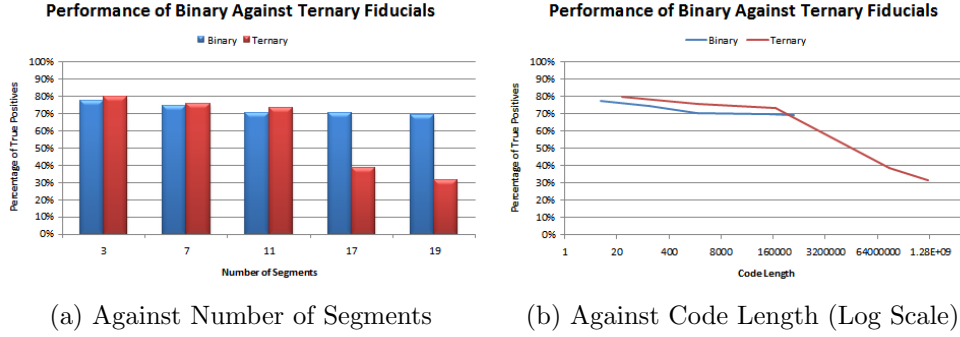 Performance of Binary Against Ternary Fiducials
Binary Ternary
Percentage of True Positives
100%
90%
80%
70%
60%
50%
40%
30%
20%
10%
0%
3 7 11 17 19
Number of Segments
(a) Against Number of Segments
Performance of Binary Against Ternary Fiducials
Binary Ternary
Percentage of True Positives
100%
90%
80%
70%
60%
50%
40%
30%
20%
10%
0%
1 20 400 8000 160000 3200000 64000000 1.28E+09
Code Length
(b) Against Code Length (Log Scale)